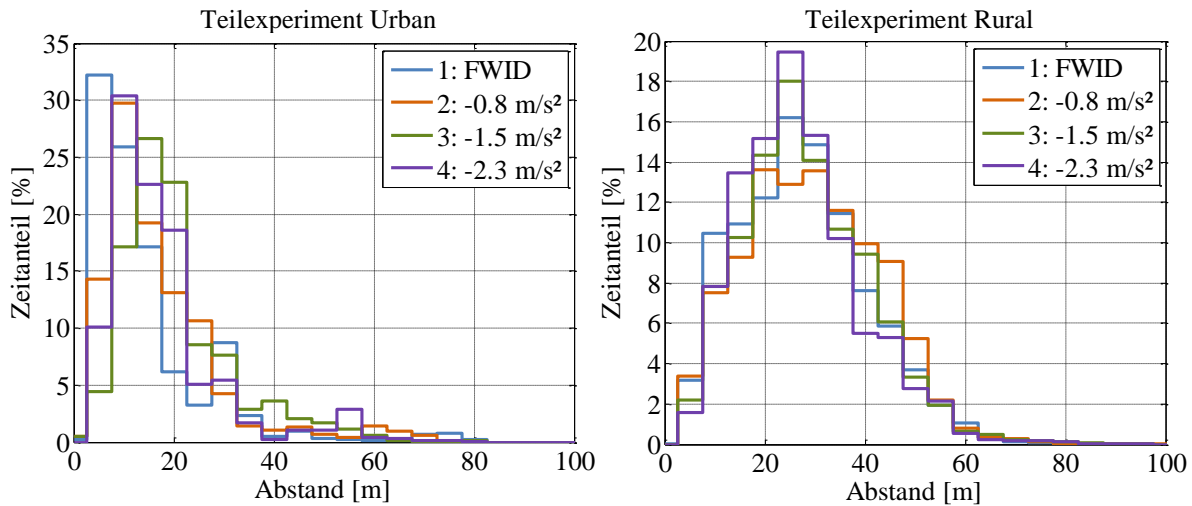 Teilexperiment Urban
35
30
25
20
15
10
5
0
Zeitanteil [%]
1: FWID
2: -0.8 m/s²
3: -1.5 m/s²
4: -2.3 m/s²
0 20 40 60 80 100
Abstand [m]
Teilexperiment Rural
20
18
16
14
12
10
8
6
4
2
0
Zeitanteil [%]
1: FWID
2: -0.8 m/s²
3: -1.5 m/s²
4: -2.3 m/s²
0 20 40 60 80 100
Abstand [m]